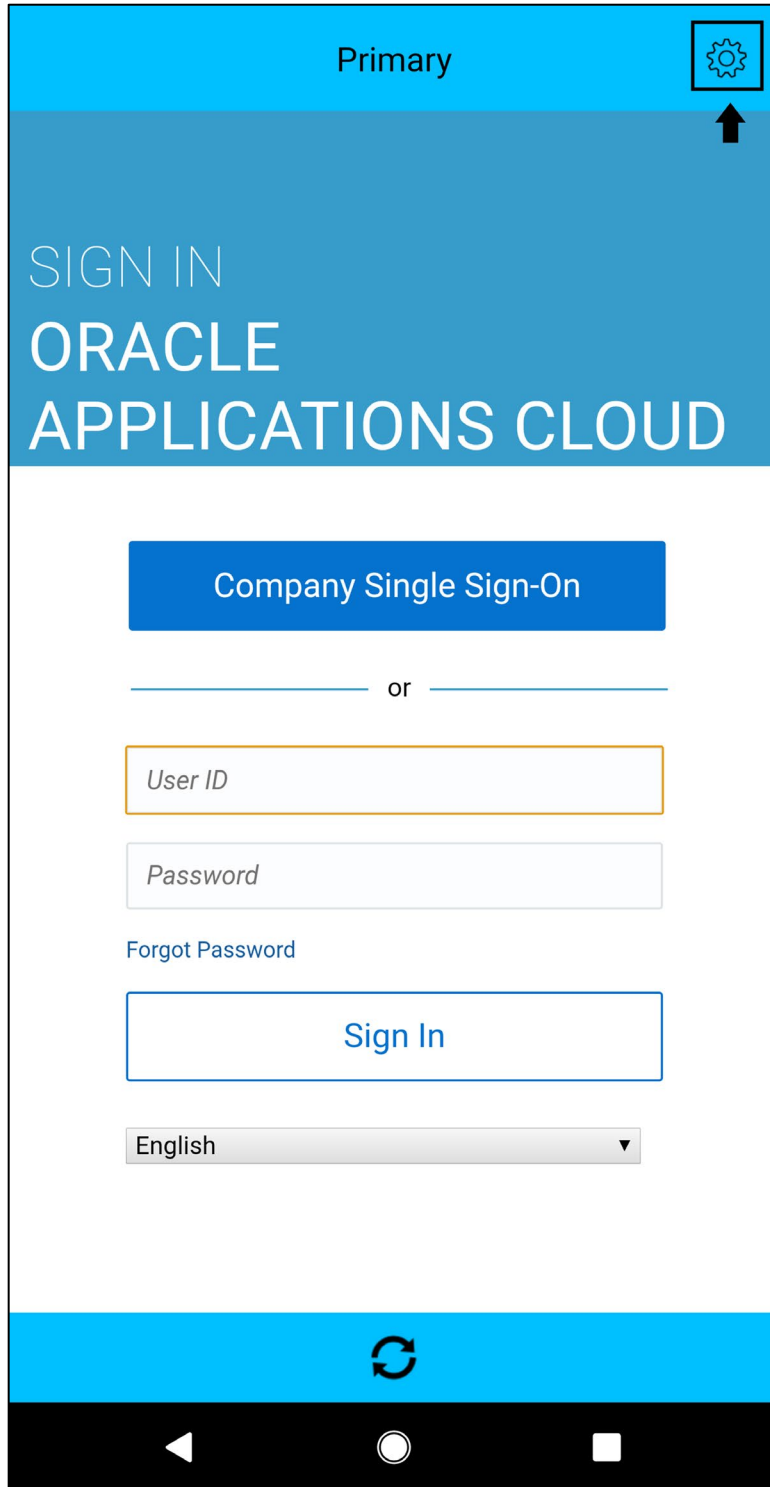 Primary
SIGN IN
ORACLE
APPLICATIONS CLOUD
Company Single Sign-On
or
User ID
Password
Forgot Password
Sign In
English